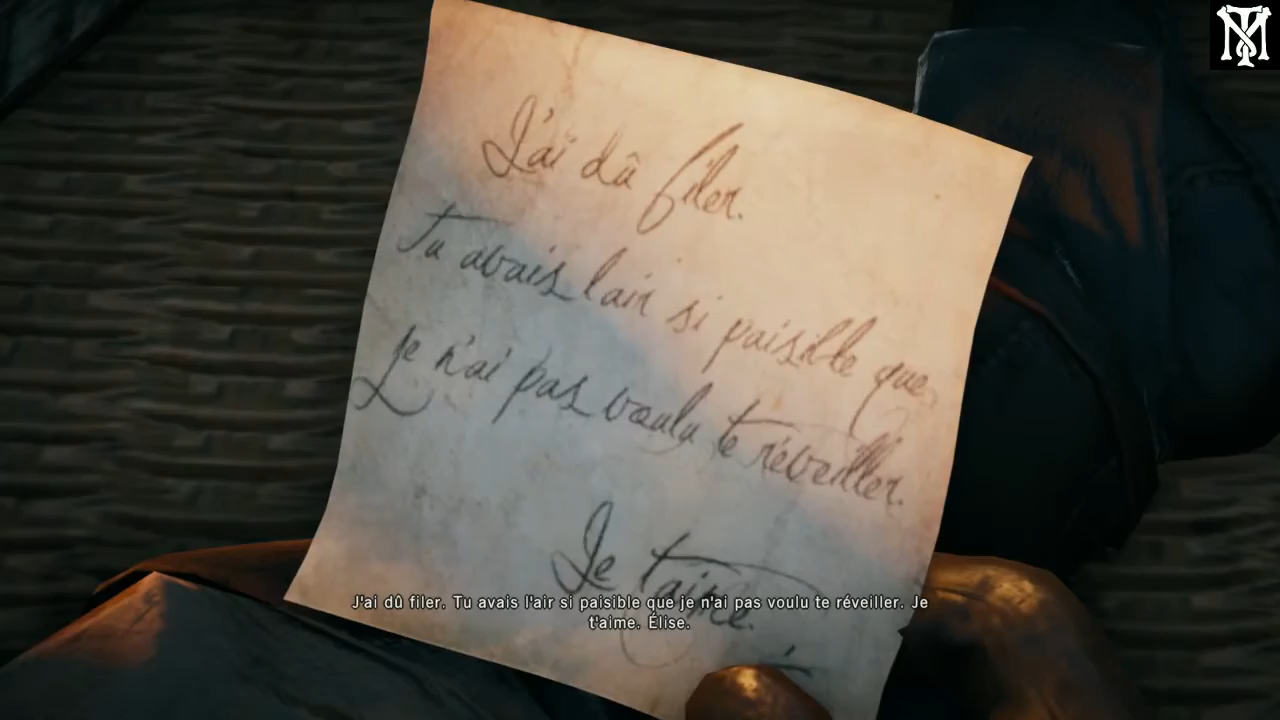 J'ai dû filer.
Tu avais l'air si paisible que
je n'ai pas voulu te réveiller.
Je t'aime.
J'ai dû filer. Tu avais l'air si paisible que je n'ai pas voulu te réveiller. Je
t'aime. Élise.